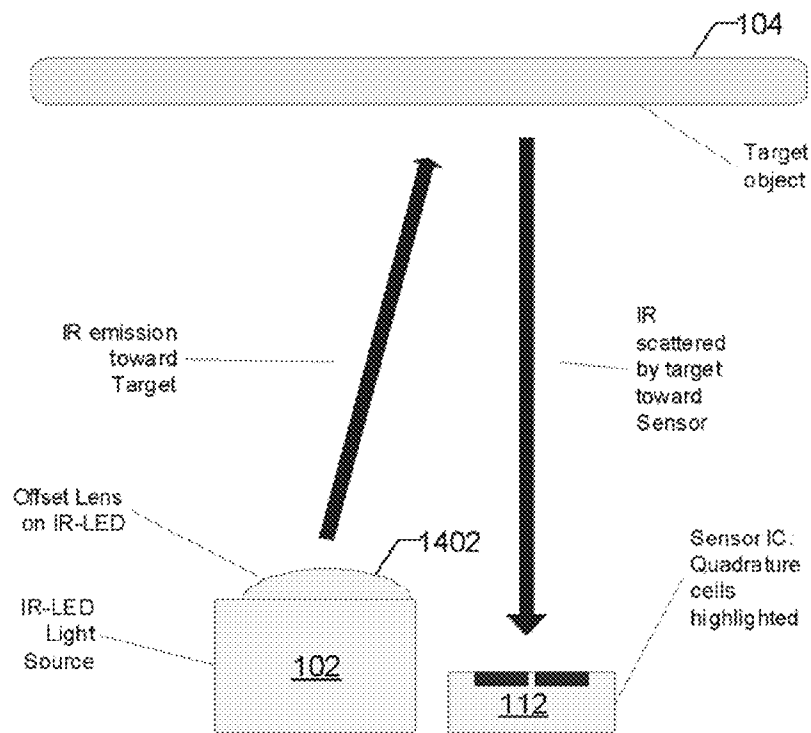 104
Target
object
IR emission
toward
Target
IR
scattered
by target
toward
Sensor
Offset Lens
on IR-LED
1402
IR-LED
Light
Source
102
Sensor IC:
Quadrature
cells
highlighted
112